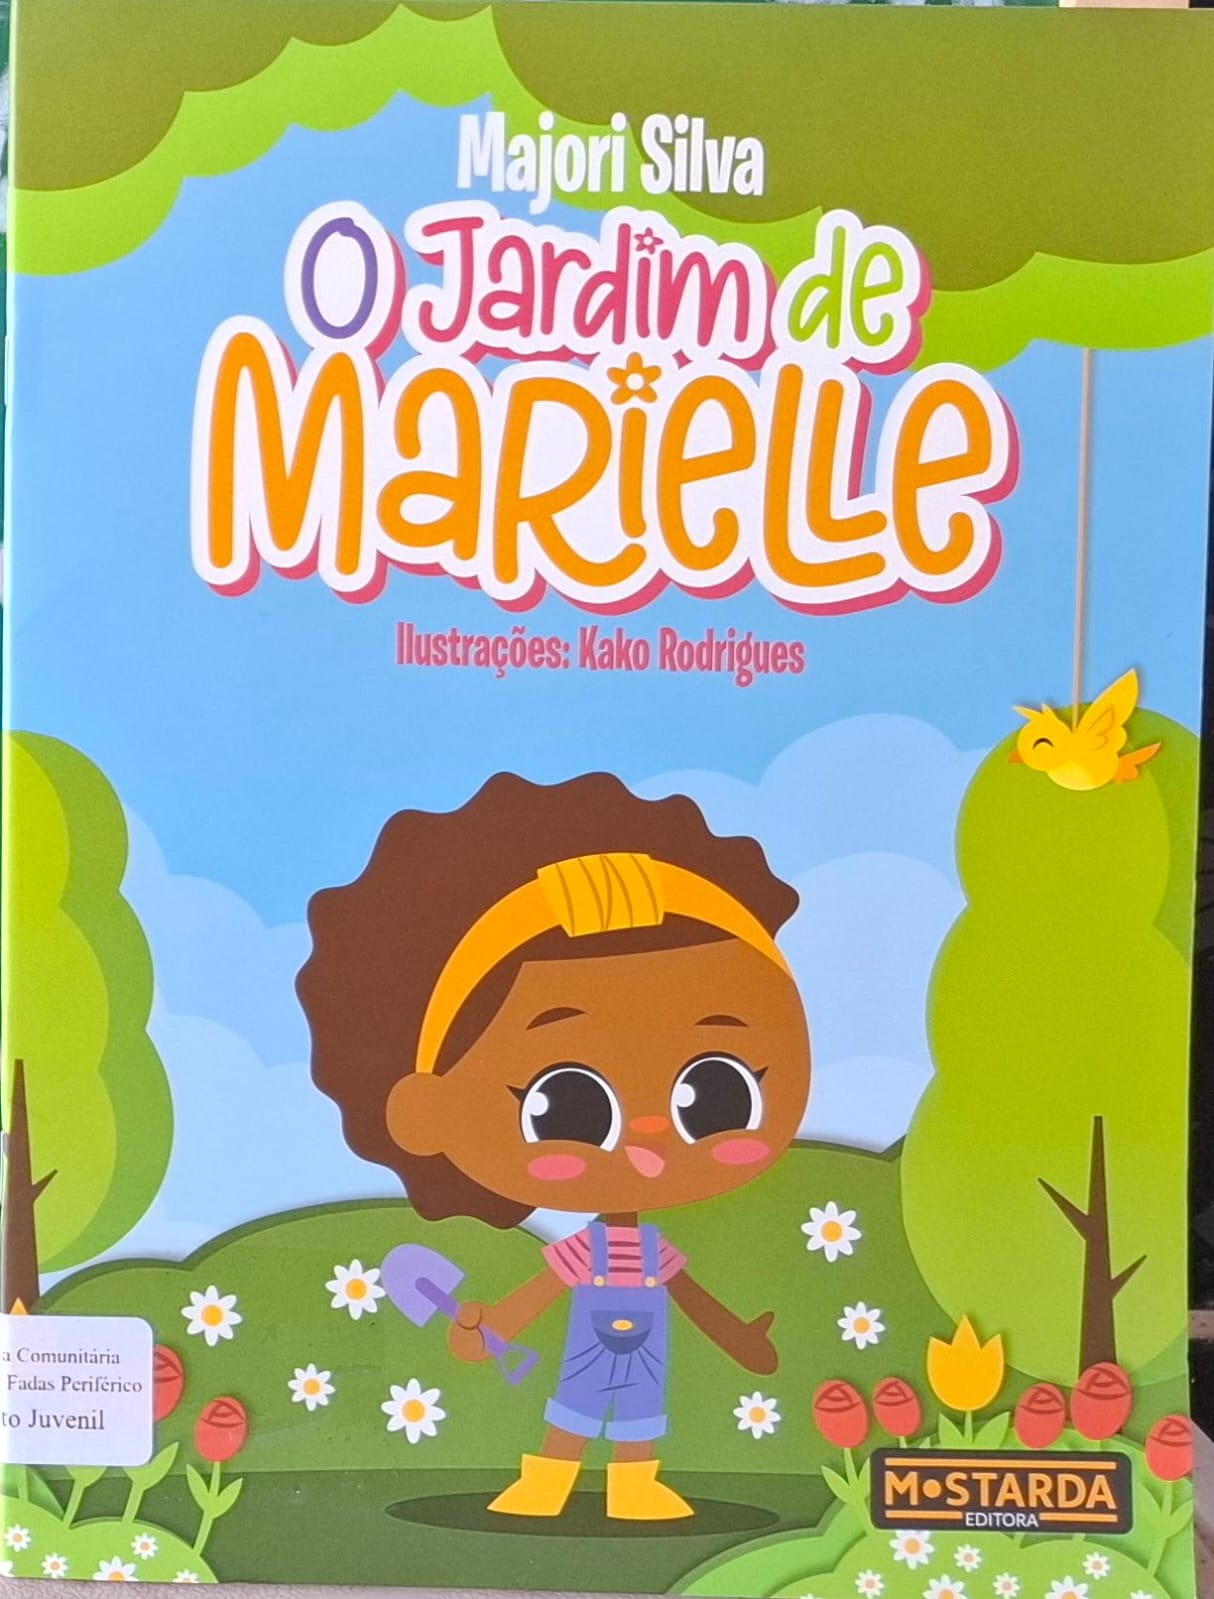 Majori Silva
O Jardim de
Marielle
Ilustrações: Kako Rodrigues
a Comunitária
Fadas Periférico
to Juvenil
MOSTARDA
EDITORA